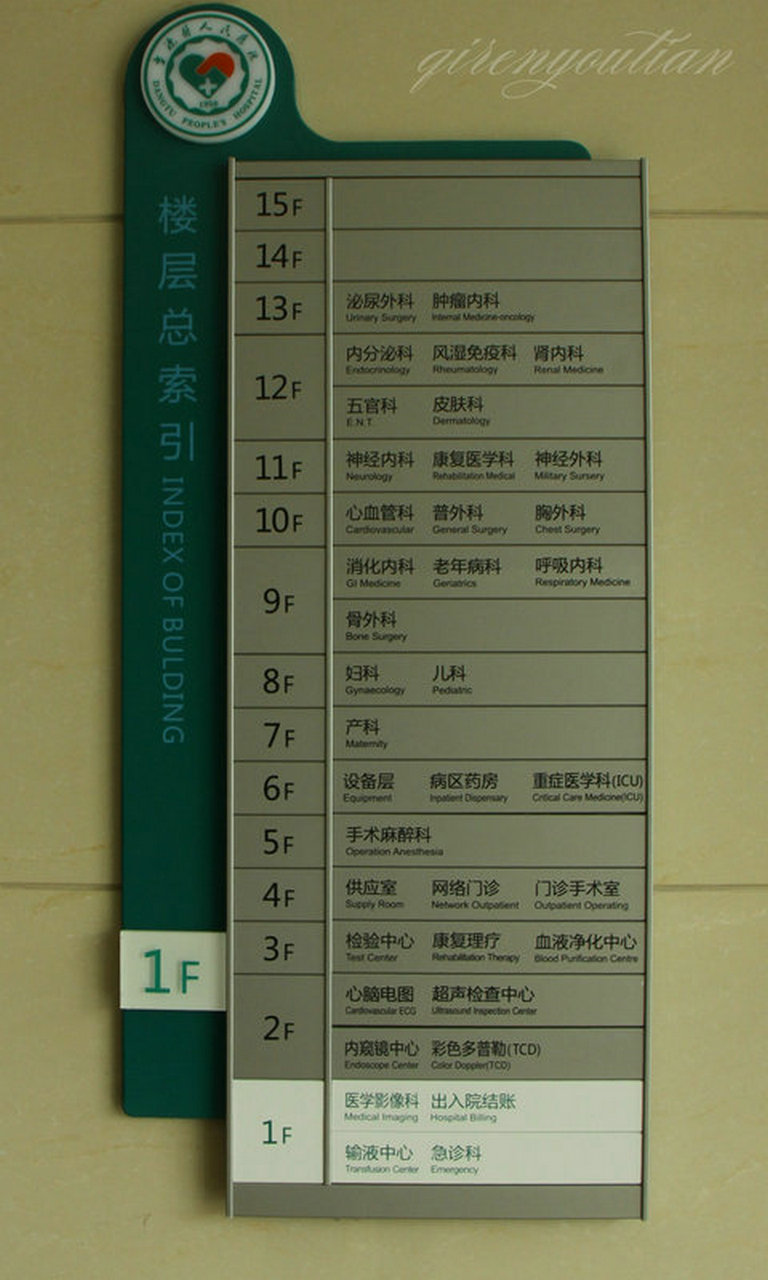 qirenyoutian
当涂县人民医院
1958
DANGTU PEOPLE'S HOSPITAL
楼层总索引 INDEX OF BULDING
1F
15F
14F
13F
泌尿外科 肿瘤内科
Urinary Surgery Internal Medicine-oncology
12F
内分泌科 风湿免疫科 肾内科
Endocrinology Rheumatology Renal Medicine
五官科 皮肤科
E.N.T. Dermatology
11F
神经内科 康复医学科 神经外科
Neurology Rehabilitation Medical Military Sursery
10F
心血管科 普外科 胸外科
Cardiovascular General Surgery Chest Surgery
9F
消化内科 老年病科 呼吸内科
GI Medicine Geriatrics Respiratory Medicine
骨外科
Bone Surgery
8F
妇科 儿科
Gynaecology Pediatric
7F
产科
Maternity
6F
设备层 病区药房 重症医学科(ICU)
Equipment Inpatient Dispensary Critical Care Medicine(ICU)
5F
手术麻醉科
Operation Anesthesia
4F
供应室 网络门诊 门诊手术室
Supply Room Network Outpatient Outpatient Operating
3F
检验中心 康复理疗 血液净化中心
Test Center Rehabilitation Therapy Blood Purification Centre
2F
心脑电图 超声检查中心
Cardiovascular ECG Ultrasound Inspection Center
内窥镜中心 彩色多普勒(TCD)
Endoscope Center Color Doppler(TCD)
1F
医学影像科 出入院结账
Medical Imaging Hospital Billing
输液中心 急诊科
Transfusion Center Emergency